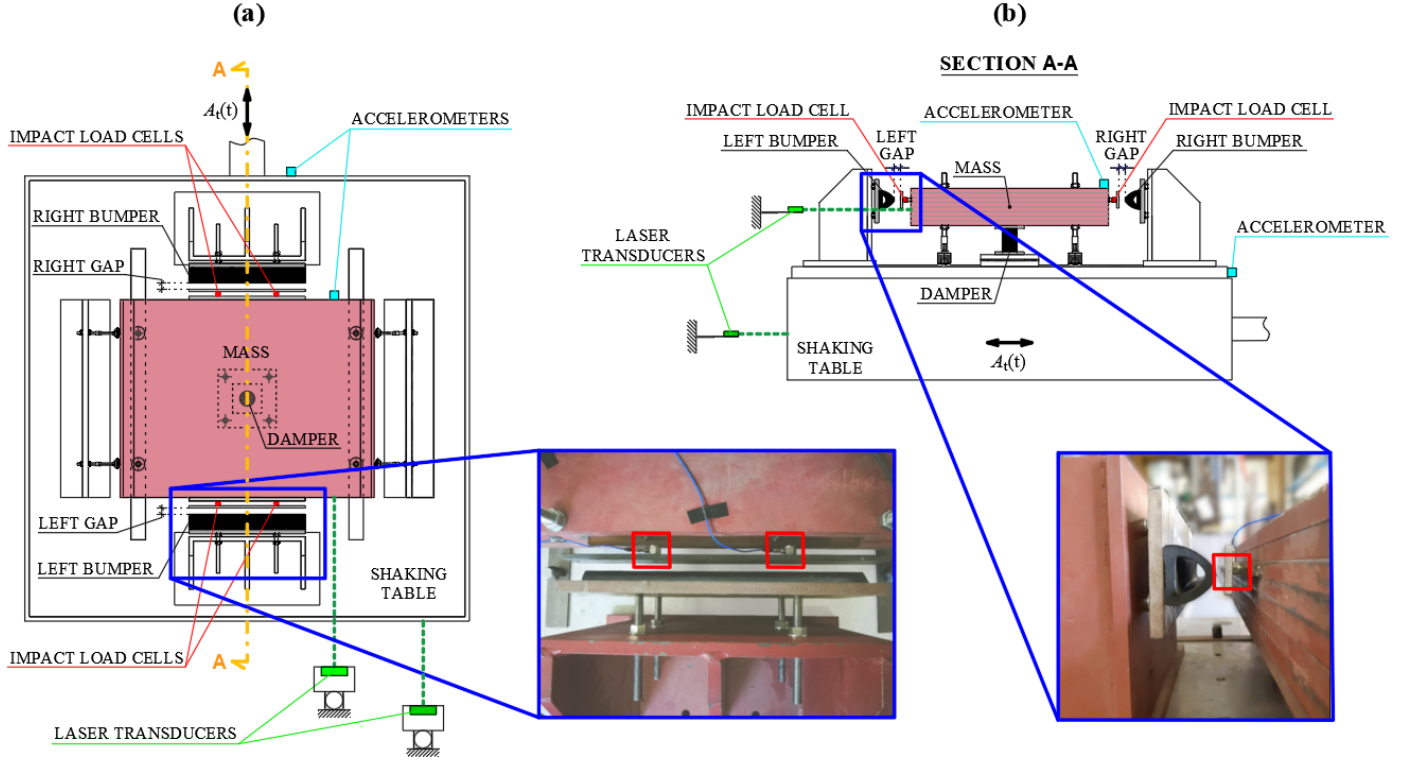 (a)
A
A_t(t)
IMPACT LOAD CELLS
ACCELEROMETERS
RIGHT BUMPER
RIGHT GAP
MASS
DAMPER
LEFT GAP
LEFT BUMPER
SHAKING
TABLE
IMPACT LOAD CELLS
A
LASER TRANSDUCERS
(b)
SECTION A-A
IMPACT LOAD CELL
ACCELEROMETER
IMPACT LOAD CELL
LEFT BUMPER
LEFT
GAP
MASS
RIGHT
GAP
RIGHT BUMPER
LASER
TRANSDUCERS
ACCELEROMETER
DAMPER
SHAKING
TABLE
A_t(t)